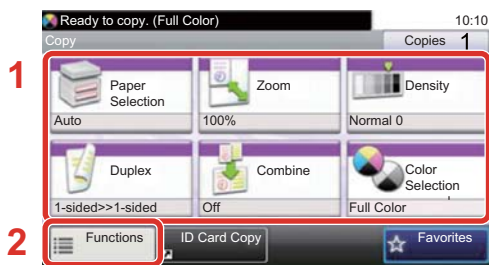 Ready to copy. (Full Color)
10:10
Copy
Copies 1
1
Paper
Selection
Auto
Zoom
100%
Density
Normal 0
Duplex
1-sided>>1-sided
Combine
Off
Color
Selection
Full Color
2
Functions
ID Card Copy
Favorites